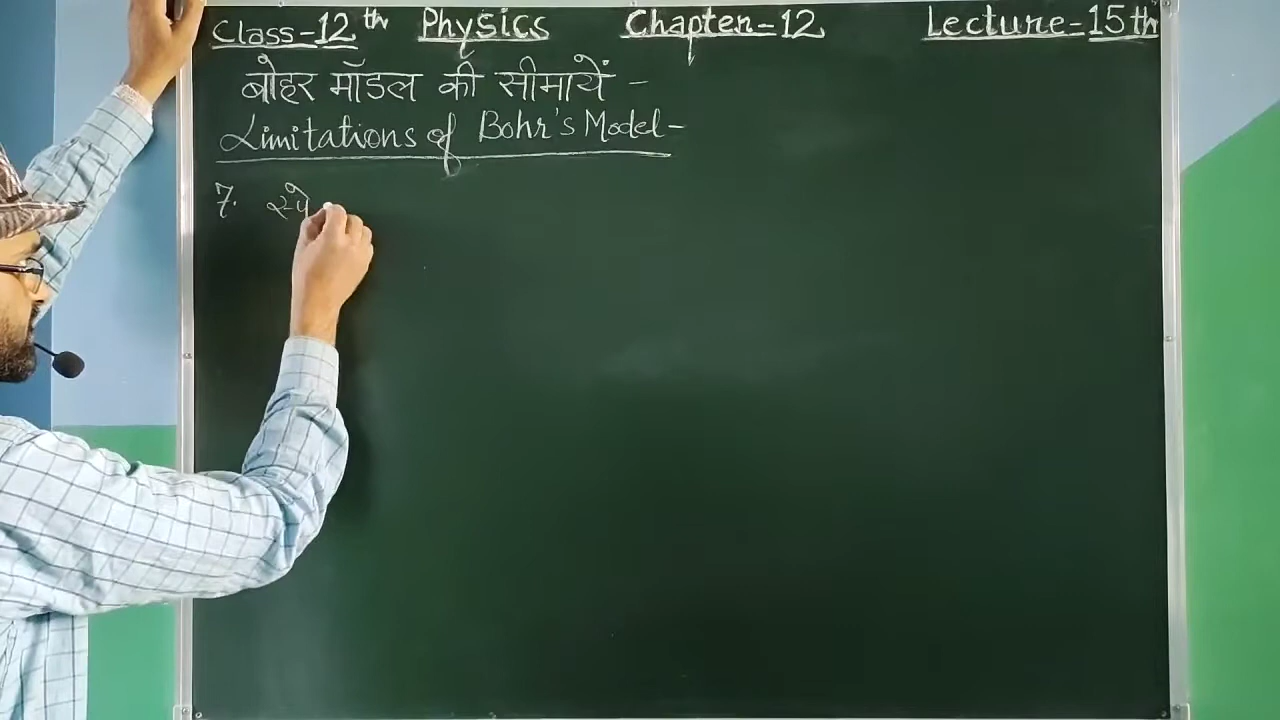 Class-12th Physics Chapter-12 Lecture-15th
बोहर मॉडल की सीमायें -
Limitations of Bohr's Model-
7. स्पे